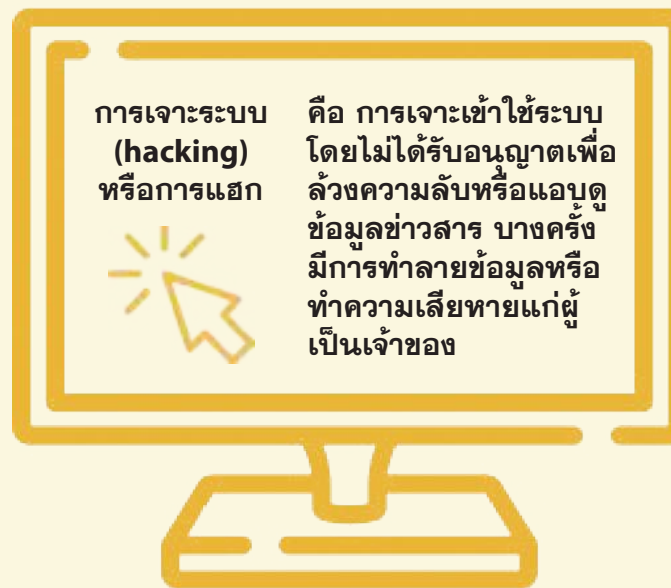 การเจาะระบบ
(hacking)
หรือการแฮก
คือ การเจาะเข้าใช้ระบบ
โดยไม่ได้รับอนุญาตเพื่อ
ล้วงความลับหรือแอบดู
ข้อมูลข่าวสาร บางครั้ง
มีการทำลายข้อมูลหรือ
ทำความเสียหายแก่ผู้
เป็นเจ้าของ